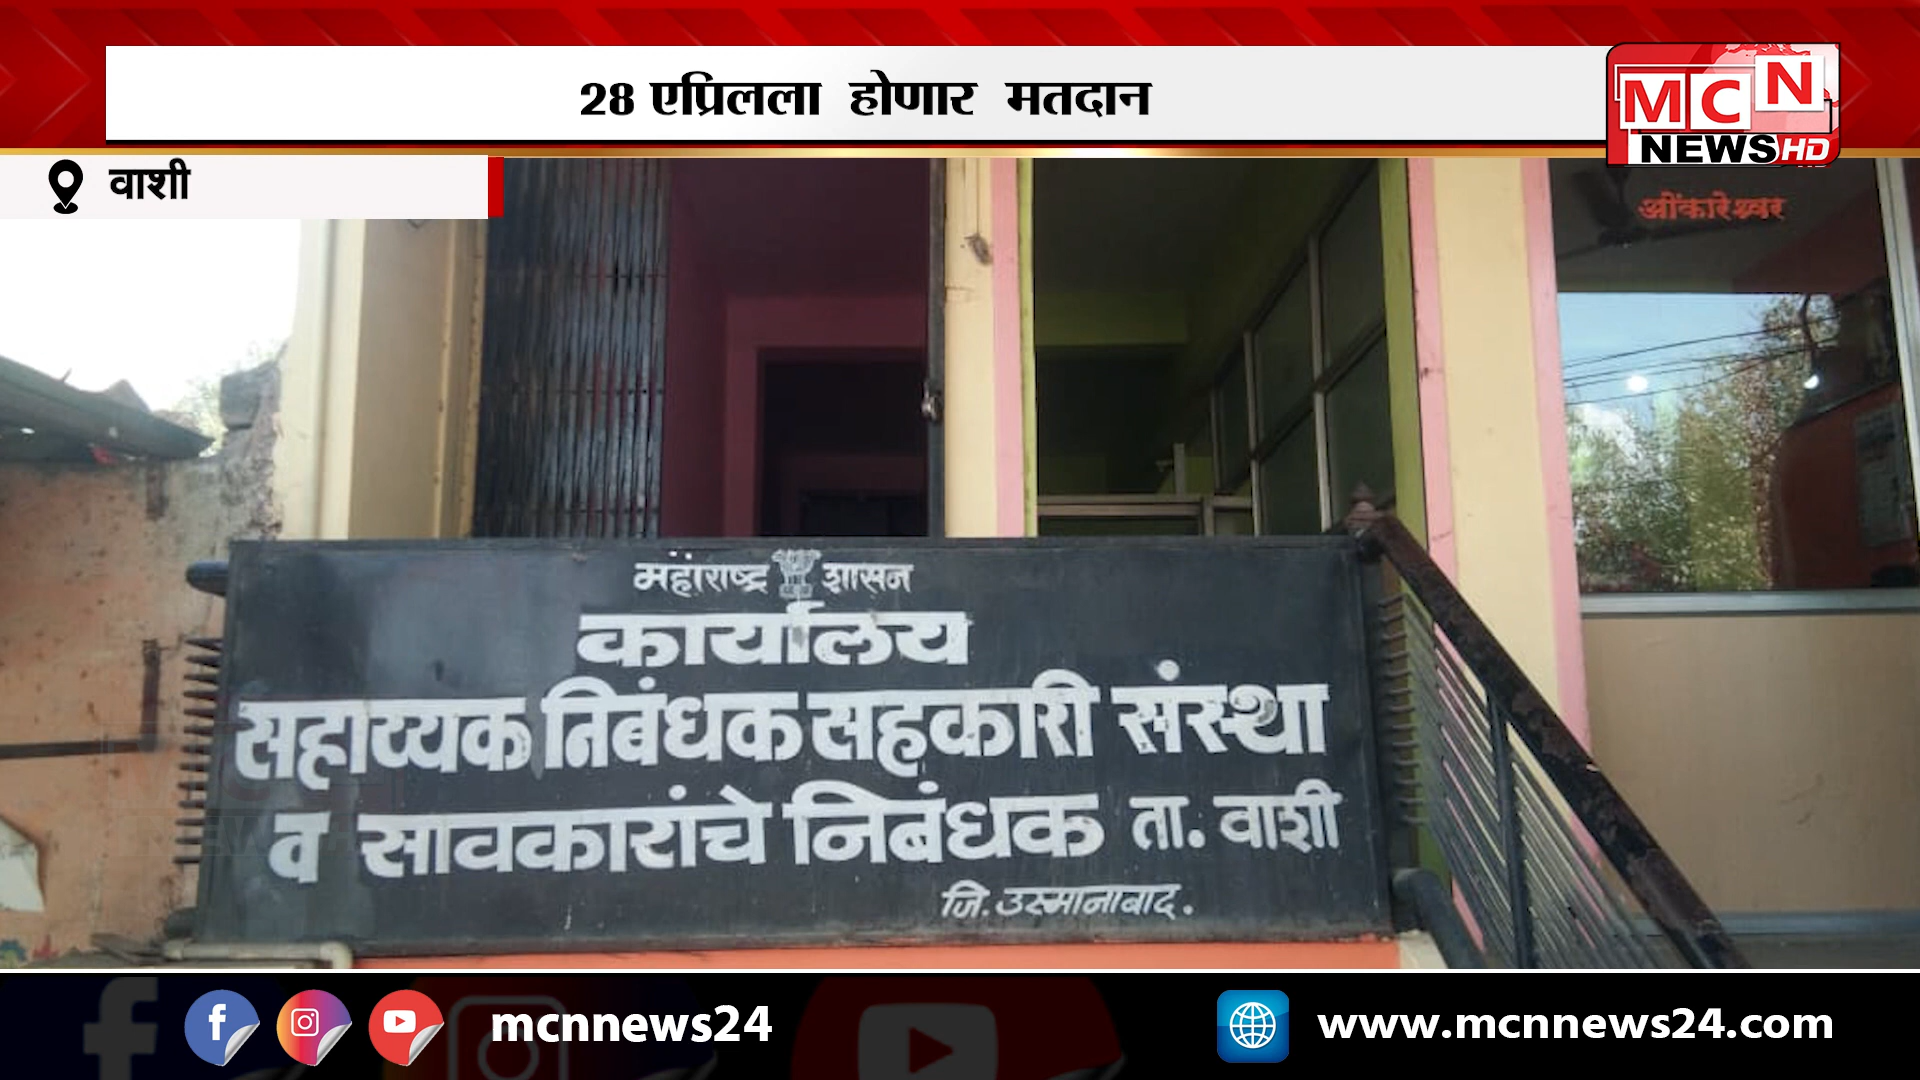 28 एप्रिलला होणार मतदान
MCN
NEWS HD
वाशी
ओंकारेश्वर
महाराष्ट्र शासन
कार्यालय
सहाय्यक निबंधक सहकारी संस्था
व सावकारांचे निबंधक ता. वाशी
जि. उस्मानाबाद.
mcnnews24
www.mcnnews24.com